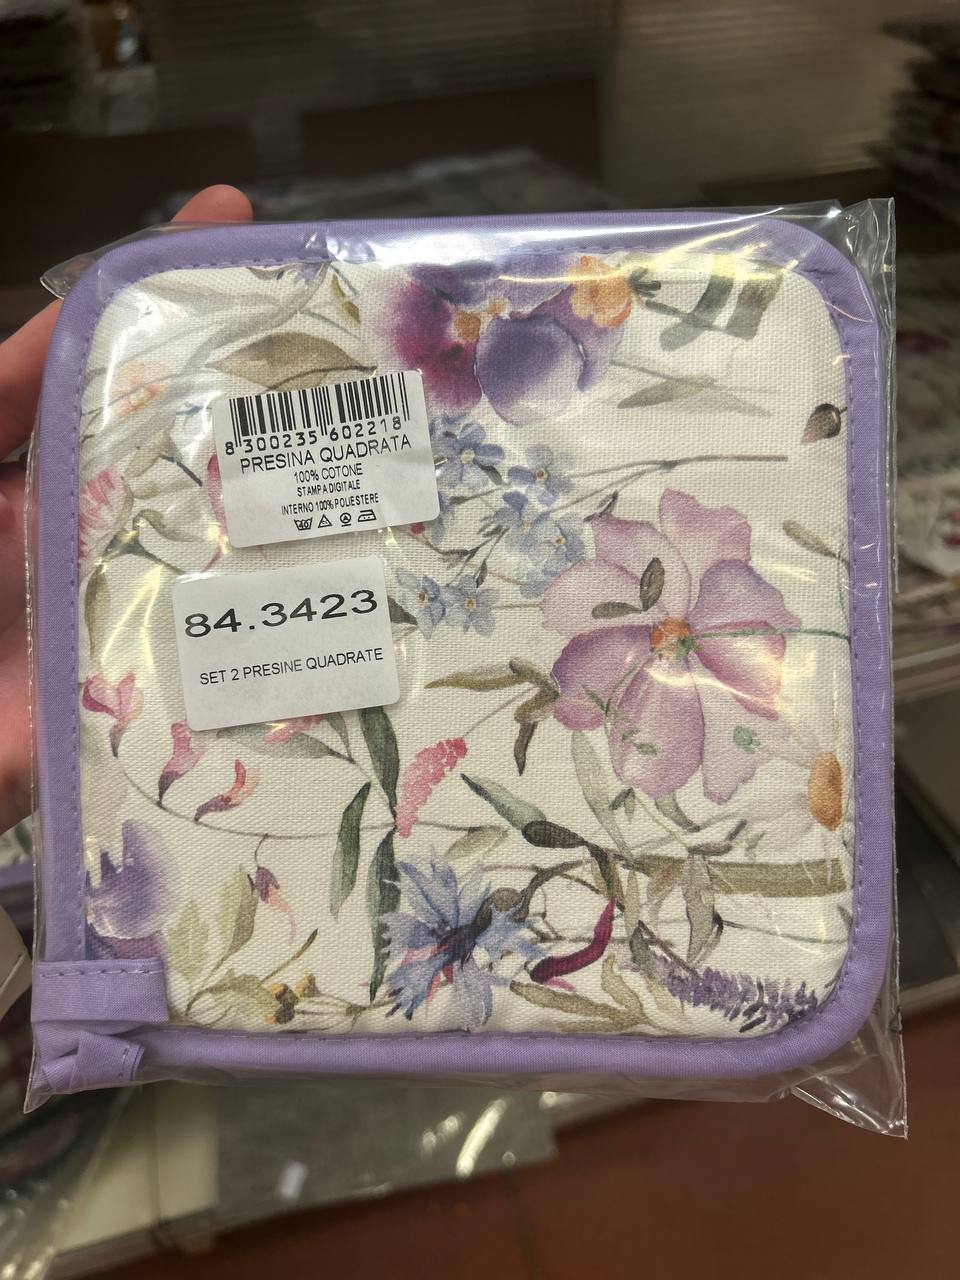 8 300235 602218
PRESINA QUADRATA
100% COTONE
STAMPA DIGITALE
INTERNO 100% POLIESTERE
84.3423
SET 2 PRESINE QUADRATE